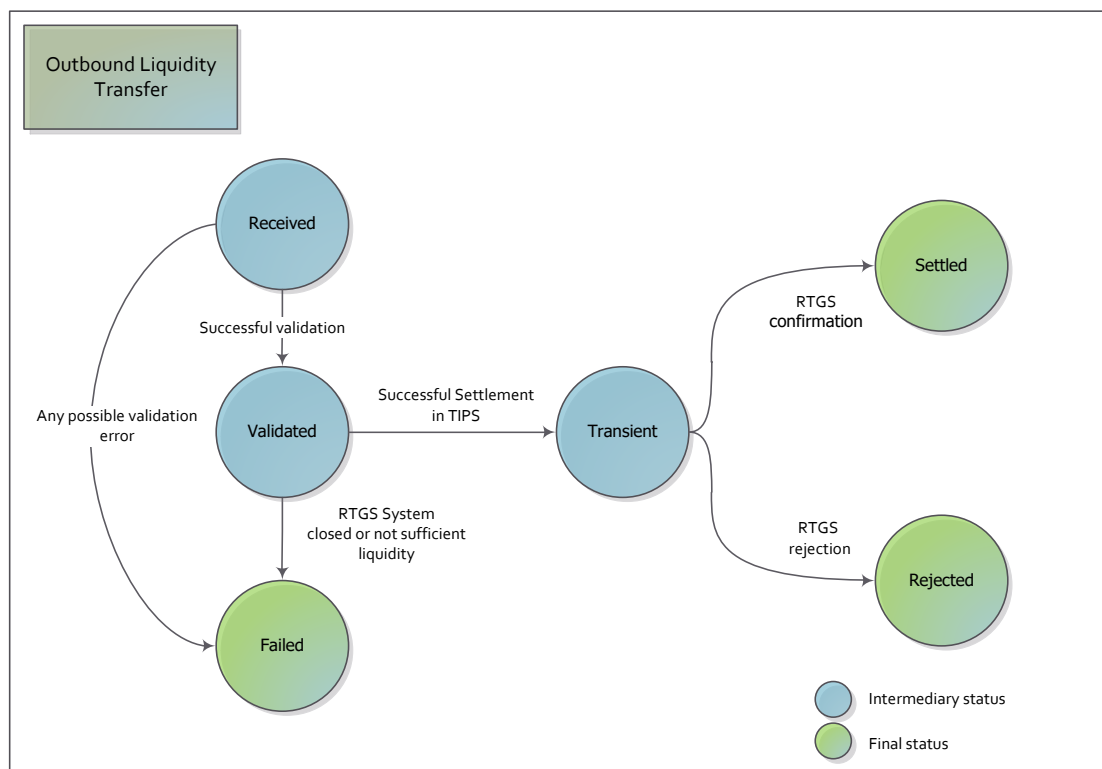 Outbound Liquidity
Transfer
Received
Successful validation
Any possible validation
error
Validated
Successful Settlement
in TIPS
Transient
RTGS System
closed or not sufficient
liquidity
Failed
RTGS
confirmation
Settled
RTGS
rejection
Rejected
Intermediary status
Final status